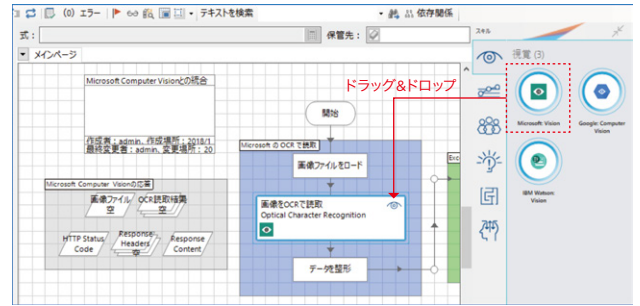 (0) エラー
テキストを検索
依存関係
式：
保管先：
スキル
メインページ
視覚 (3)
Microsoft Computer Visionとの統合
ドラッグ&ドロップ
開始
Microsoft Vision
Google: Computer Vision
作成者：admin、作成場所：2018/1
最終変更者：admin、変更場所：20
Microsoft の OCR で読取
画像ファイルをロード
Exc
Microsoft Computer Visionの応答
画像ファイル
空
OCR読取結果
空
画像をOCRで読取
Optical Character Recognition
IBM Watson:
Vision
HTTP Status
Code
Response
Headers
空
Response
Content
データを整形